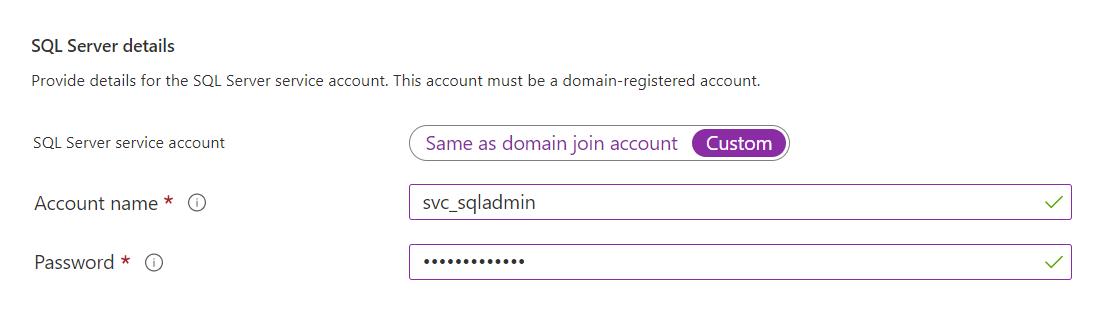 SQL Server details
Provide details for the SQL Server service account. This account must be a domain-registered account.
SQL Server service account Same as domain join account Custom
Account name * svc_sqladmin
Password * •••••••••••••